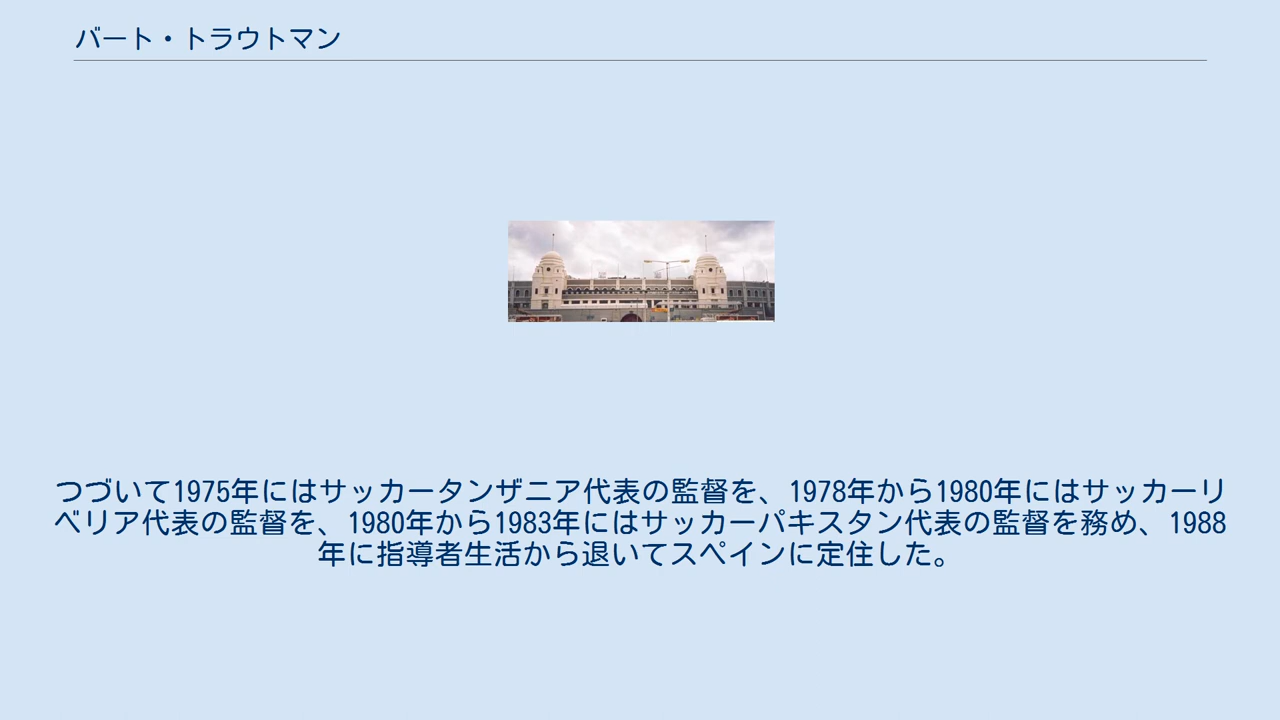 バート・トラウトマン
つづいて1975年にはサッカータンザニア代表の監督を、1978年から1980年にはサッカーリ
ベリア代表の監督を、1980年から1983年にはサッカーパキスタン代表の監督を務め、1988
年に指導者生活から退いてスペインに定住した。